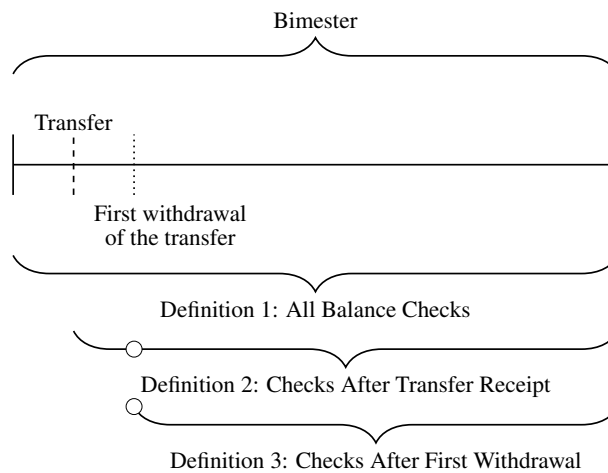 Bimester
Transfer
First withdrawal
of the transfer
Definition 1: All Balance Checks
Definition 2: Checks After Transfer Receipt
Definition 3: Checks After First Withdrawal